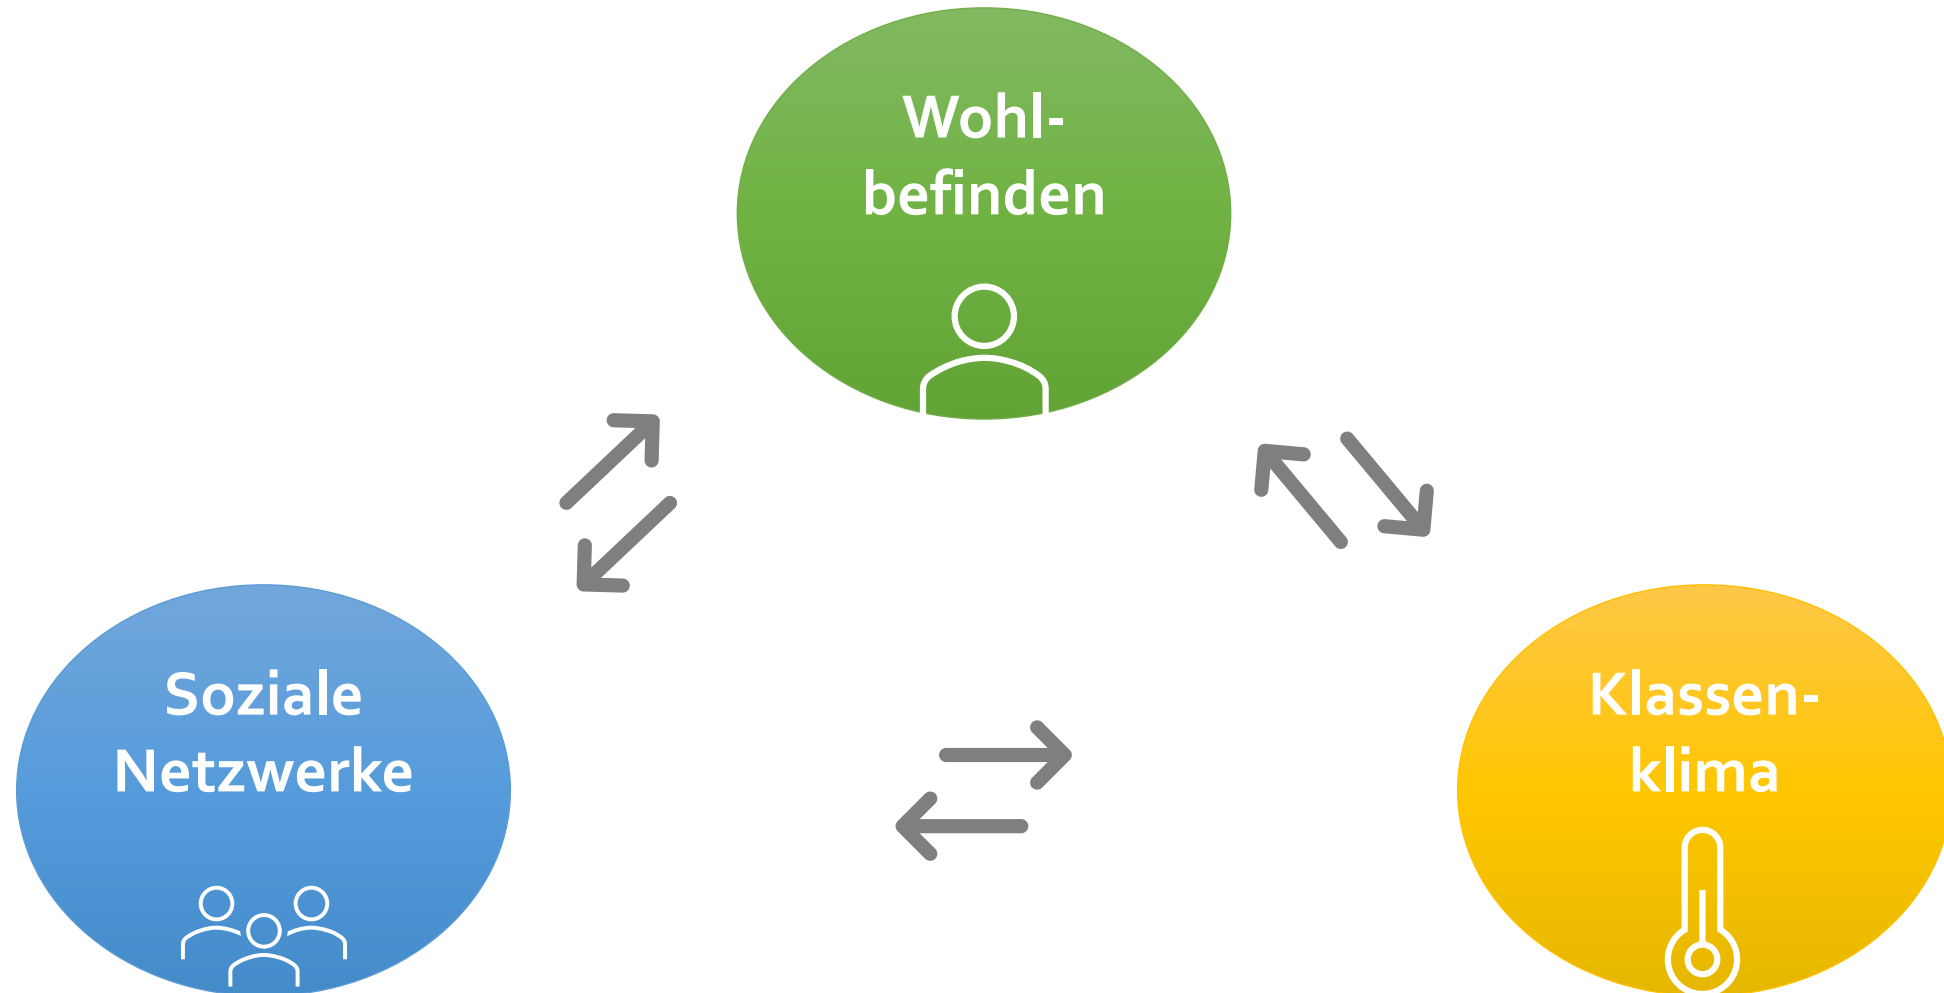 Wohl-
befinden
Soziale
Netzwerke
Klassen-
klima